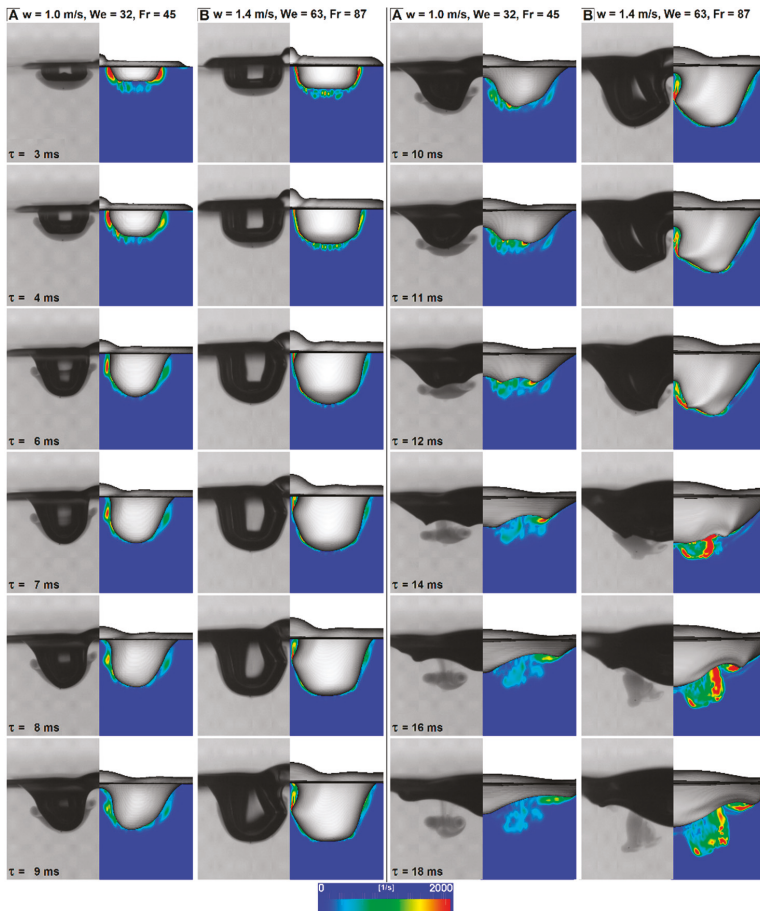 A w = 1.0 m/s, We = 32, Fr = 45 B w = 1.4 m/s, We = 63, Fr = 87 A w = 1.0 m/s, We = 32, Fr = 45 B w = 1.4 m/s, We = 63, Fr = 87
τ = 3 ms τ = 10 ms
τ = 4 ms τ = 11 ms
τ = 6 ms τ = 12 ms
τ = 7 ms τ = 14 ms
τ = 8 ms τ = 16 ms
τ = 9 ms τ = 18 ms
0 [1/s] 2000